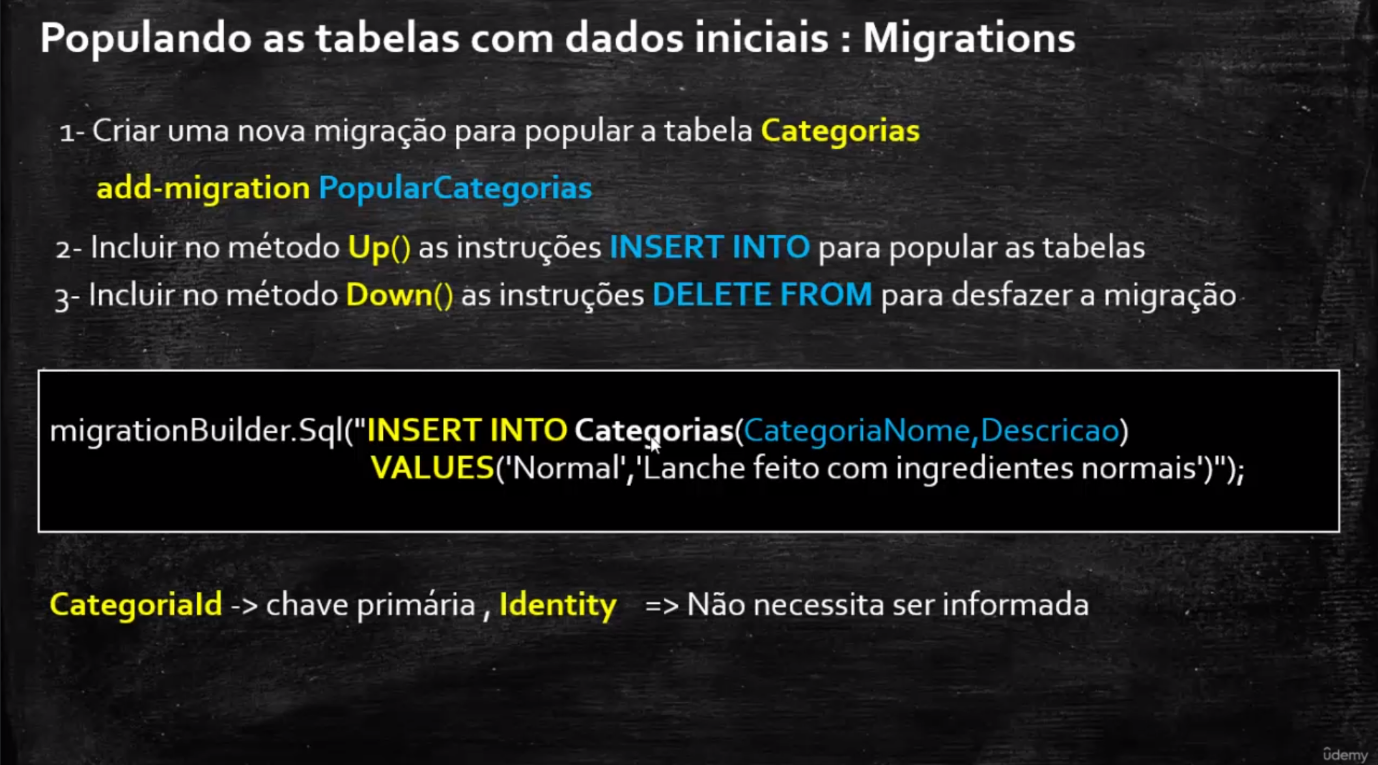 Populando as tabelas com dados iniciais : Migrations
1- Criar uma nova migração para popular a tabela Categorias
add-migration PopularCategorias
2- Incluir no método Up() as instruções INSERT INTO para popular as tabelas
3- Incluir no método Down() as instruções DELETE FROM para desfazer a migração
migrationBuilder.Sql("INSERT INTO Categorias(CategoriaNome,Descricao)
VALUES('Normal','Lanche feito com ingredientes normais')");
CategoriaId -> chave primária , Identity => Não necessita ser informada
ûdemy